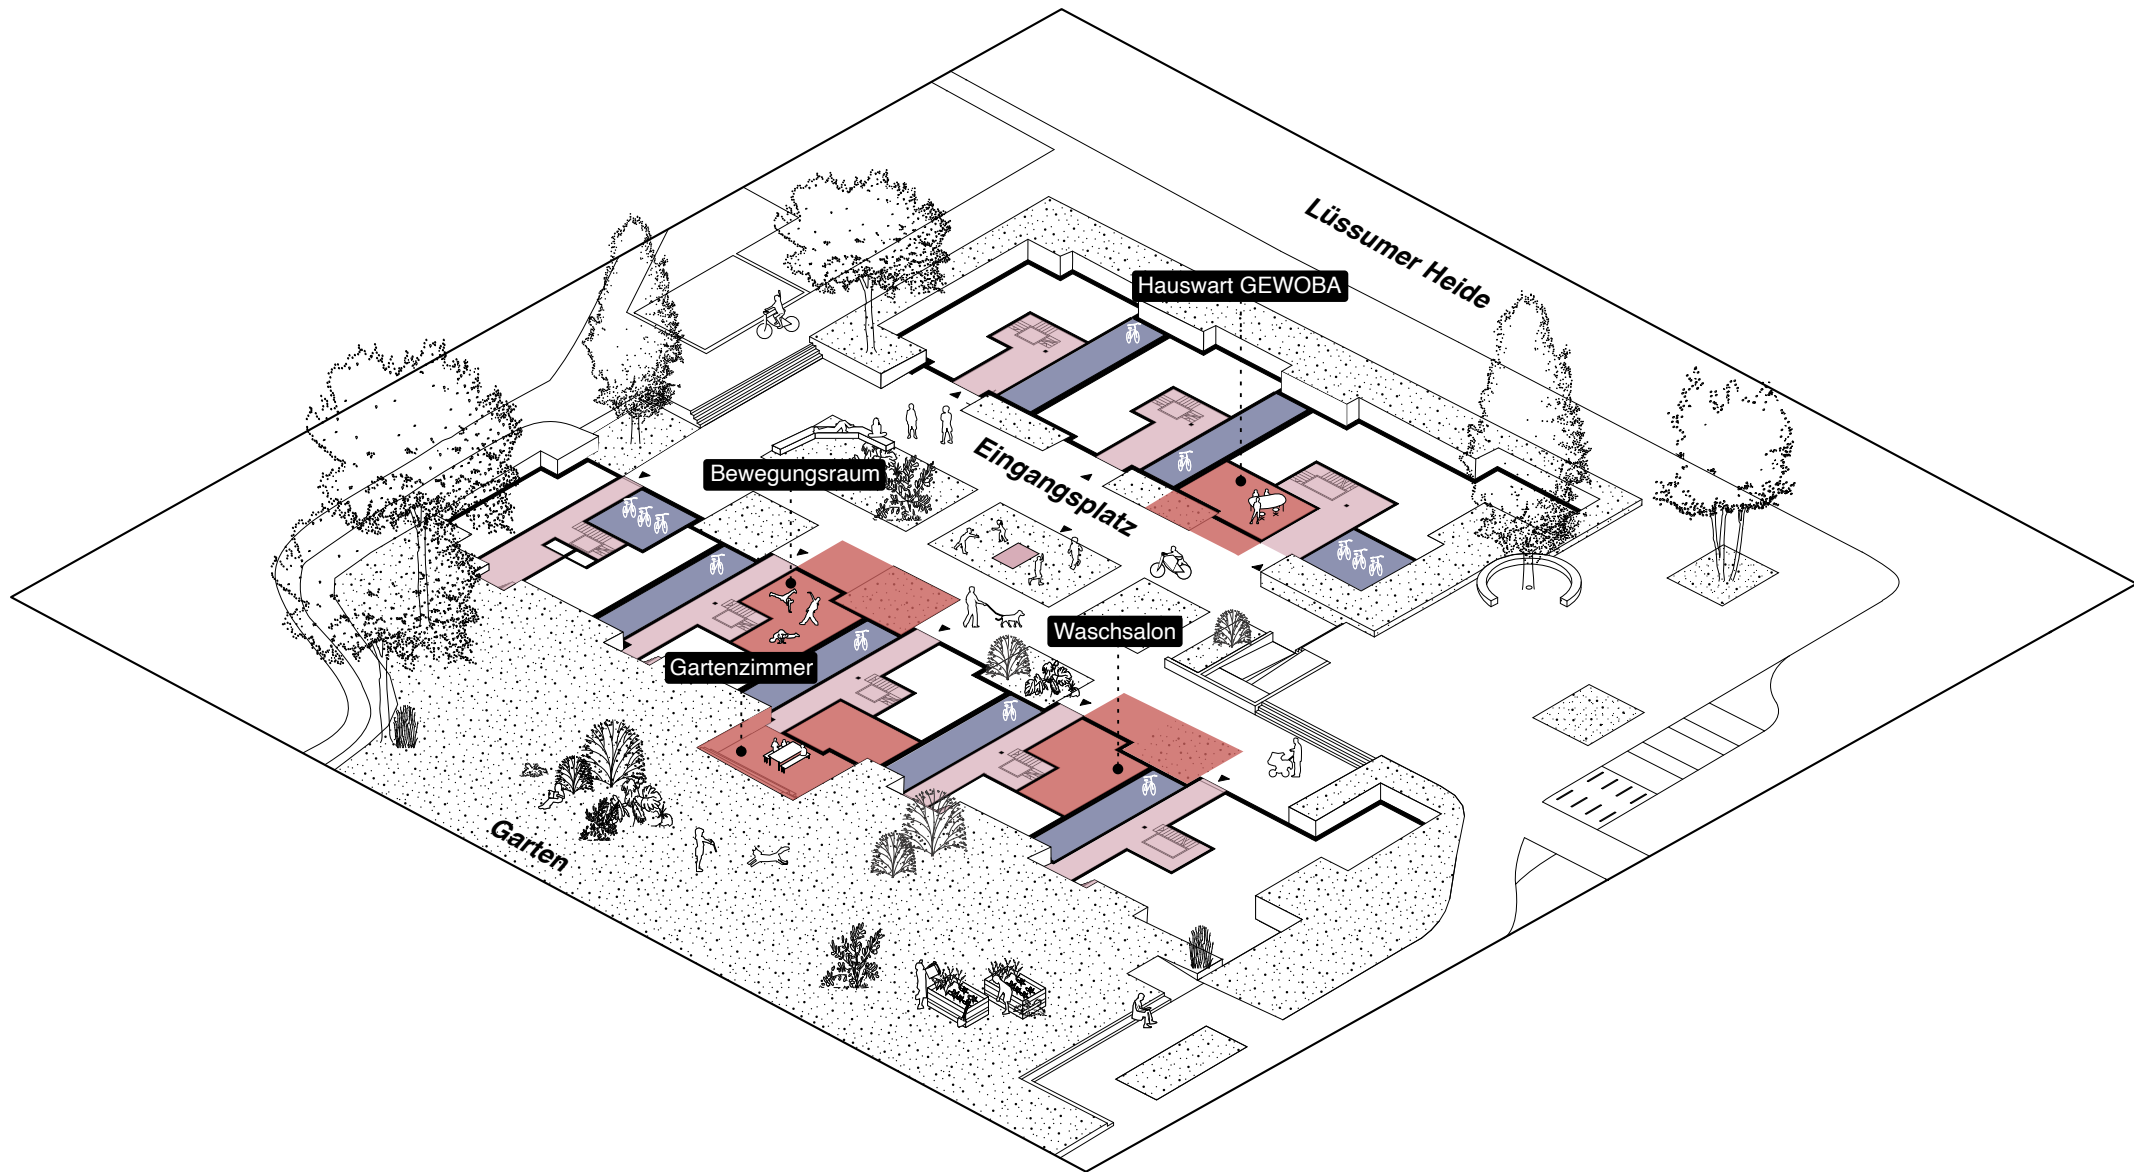 Lüssumer Heide
Hauswart GEWOBA
Eingangsplatz
Bewegungsraum
Waschsalon
Gartenzimmer
Garten